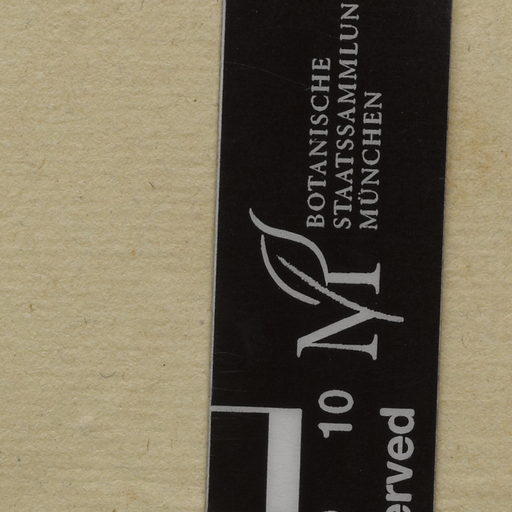 BOTANISCHE
STAATSSAMMLUN
MÜNCHEN
10
erved